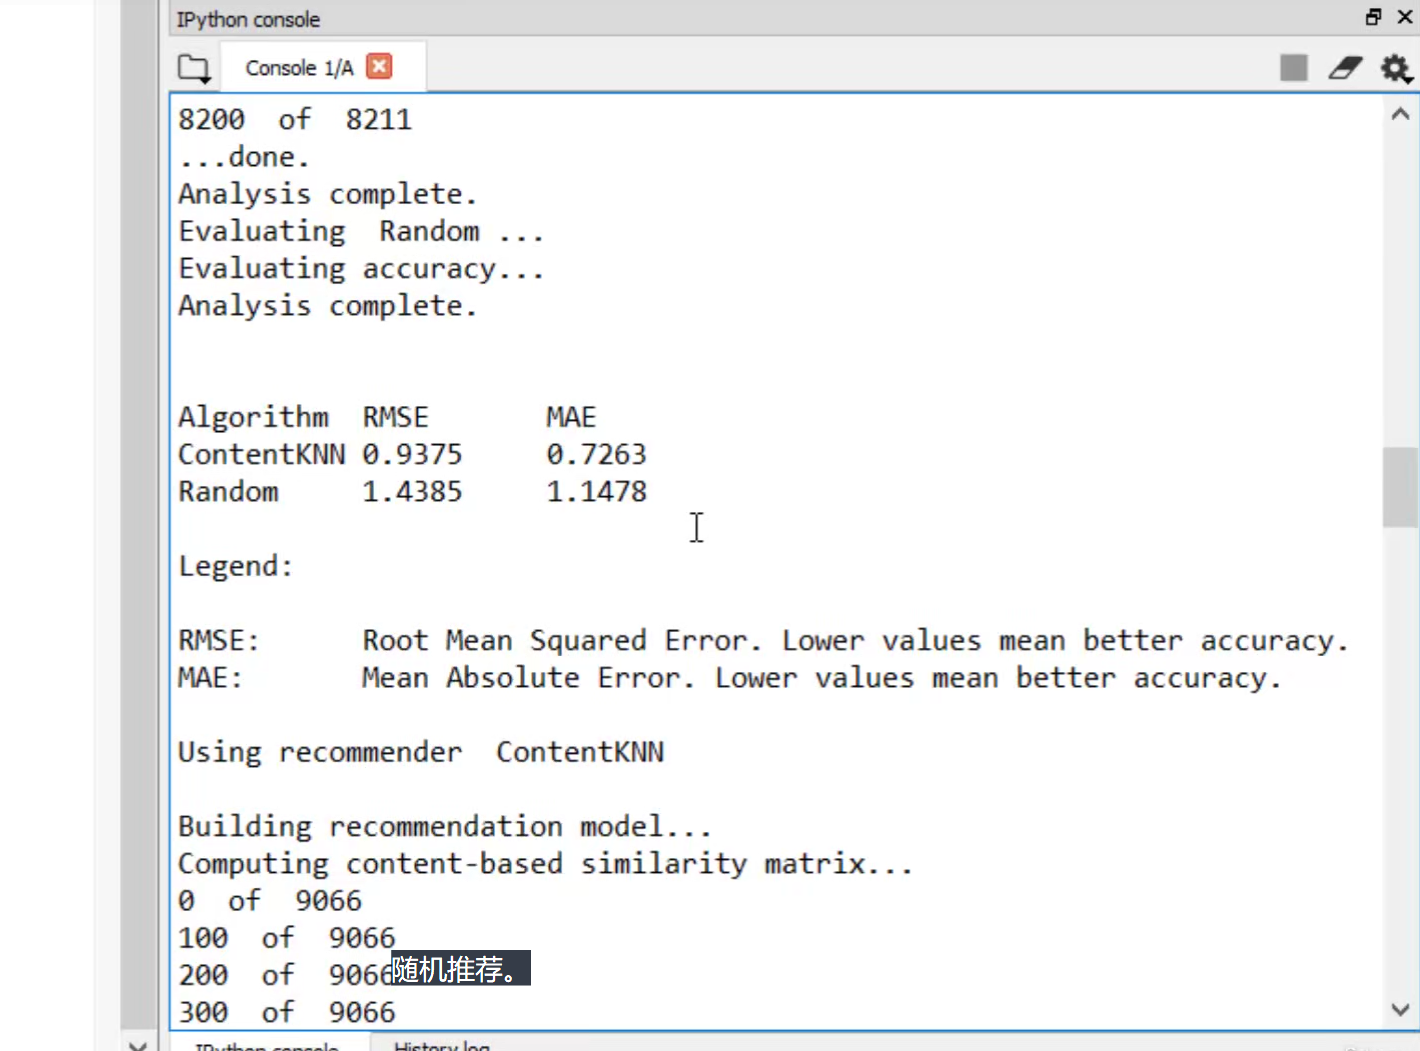 IPython console
Console 1/A
8200 of 8211
...done.
Analysis complete.
Evaluating Random ...
Evaluating accuracy...
Analysis complete.
Algorithm RMSE MAE
ContentKNN 0.9375 0.7263
Random 1.4385 1.1478
Legend:
RMSE: Root Mean Squared Error. Lower values mean better accuracy.
MAE: Mean Absolute Error. Lower values mean better accuracy.
Using recommender ContentKNN
Building recommendation model...
Computing content-based similarity matrix...
0 of 9066
100 of 9066
200 of 9066
随机推荐。
300 of 9066
IPython console History log